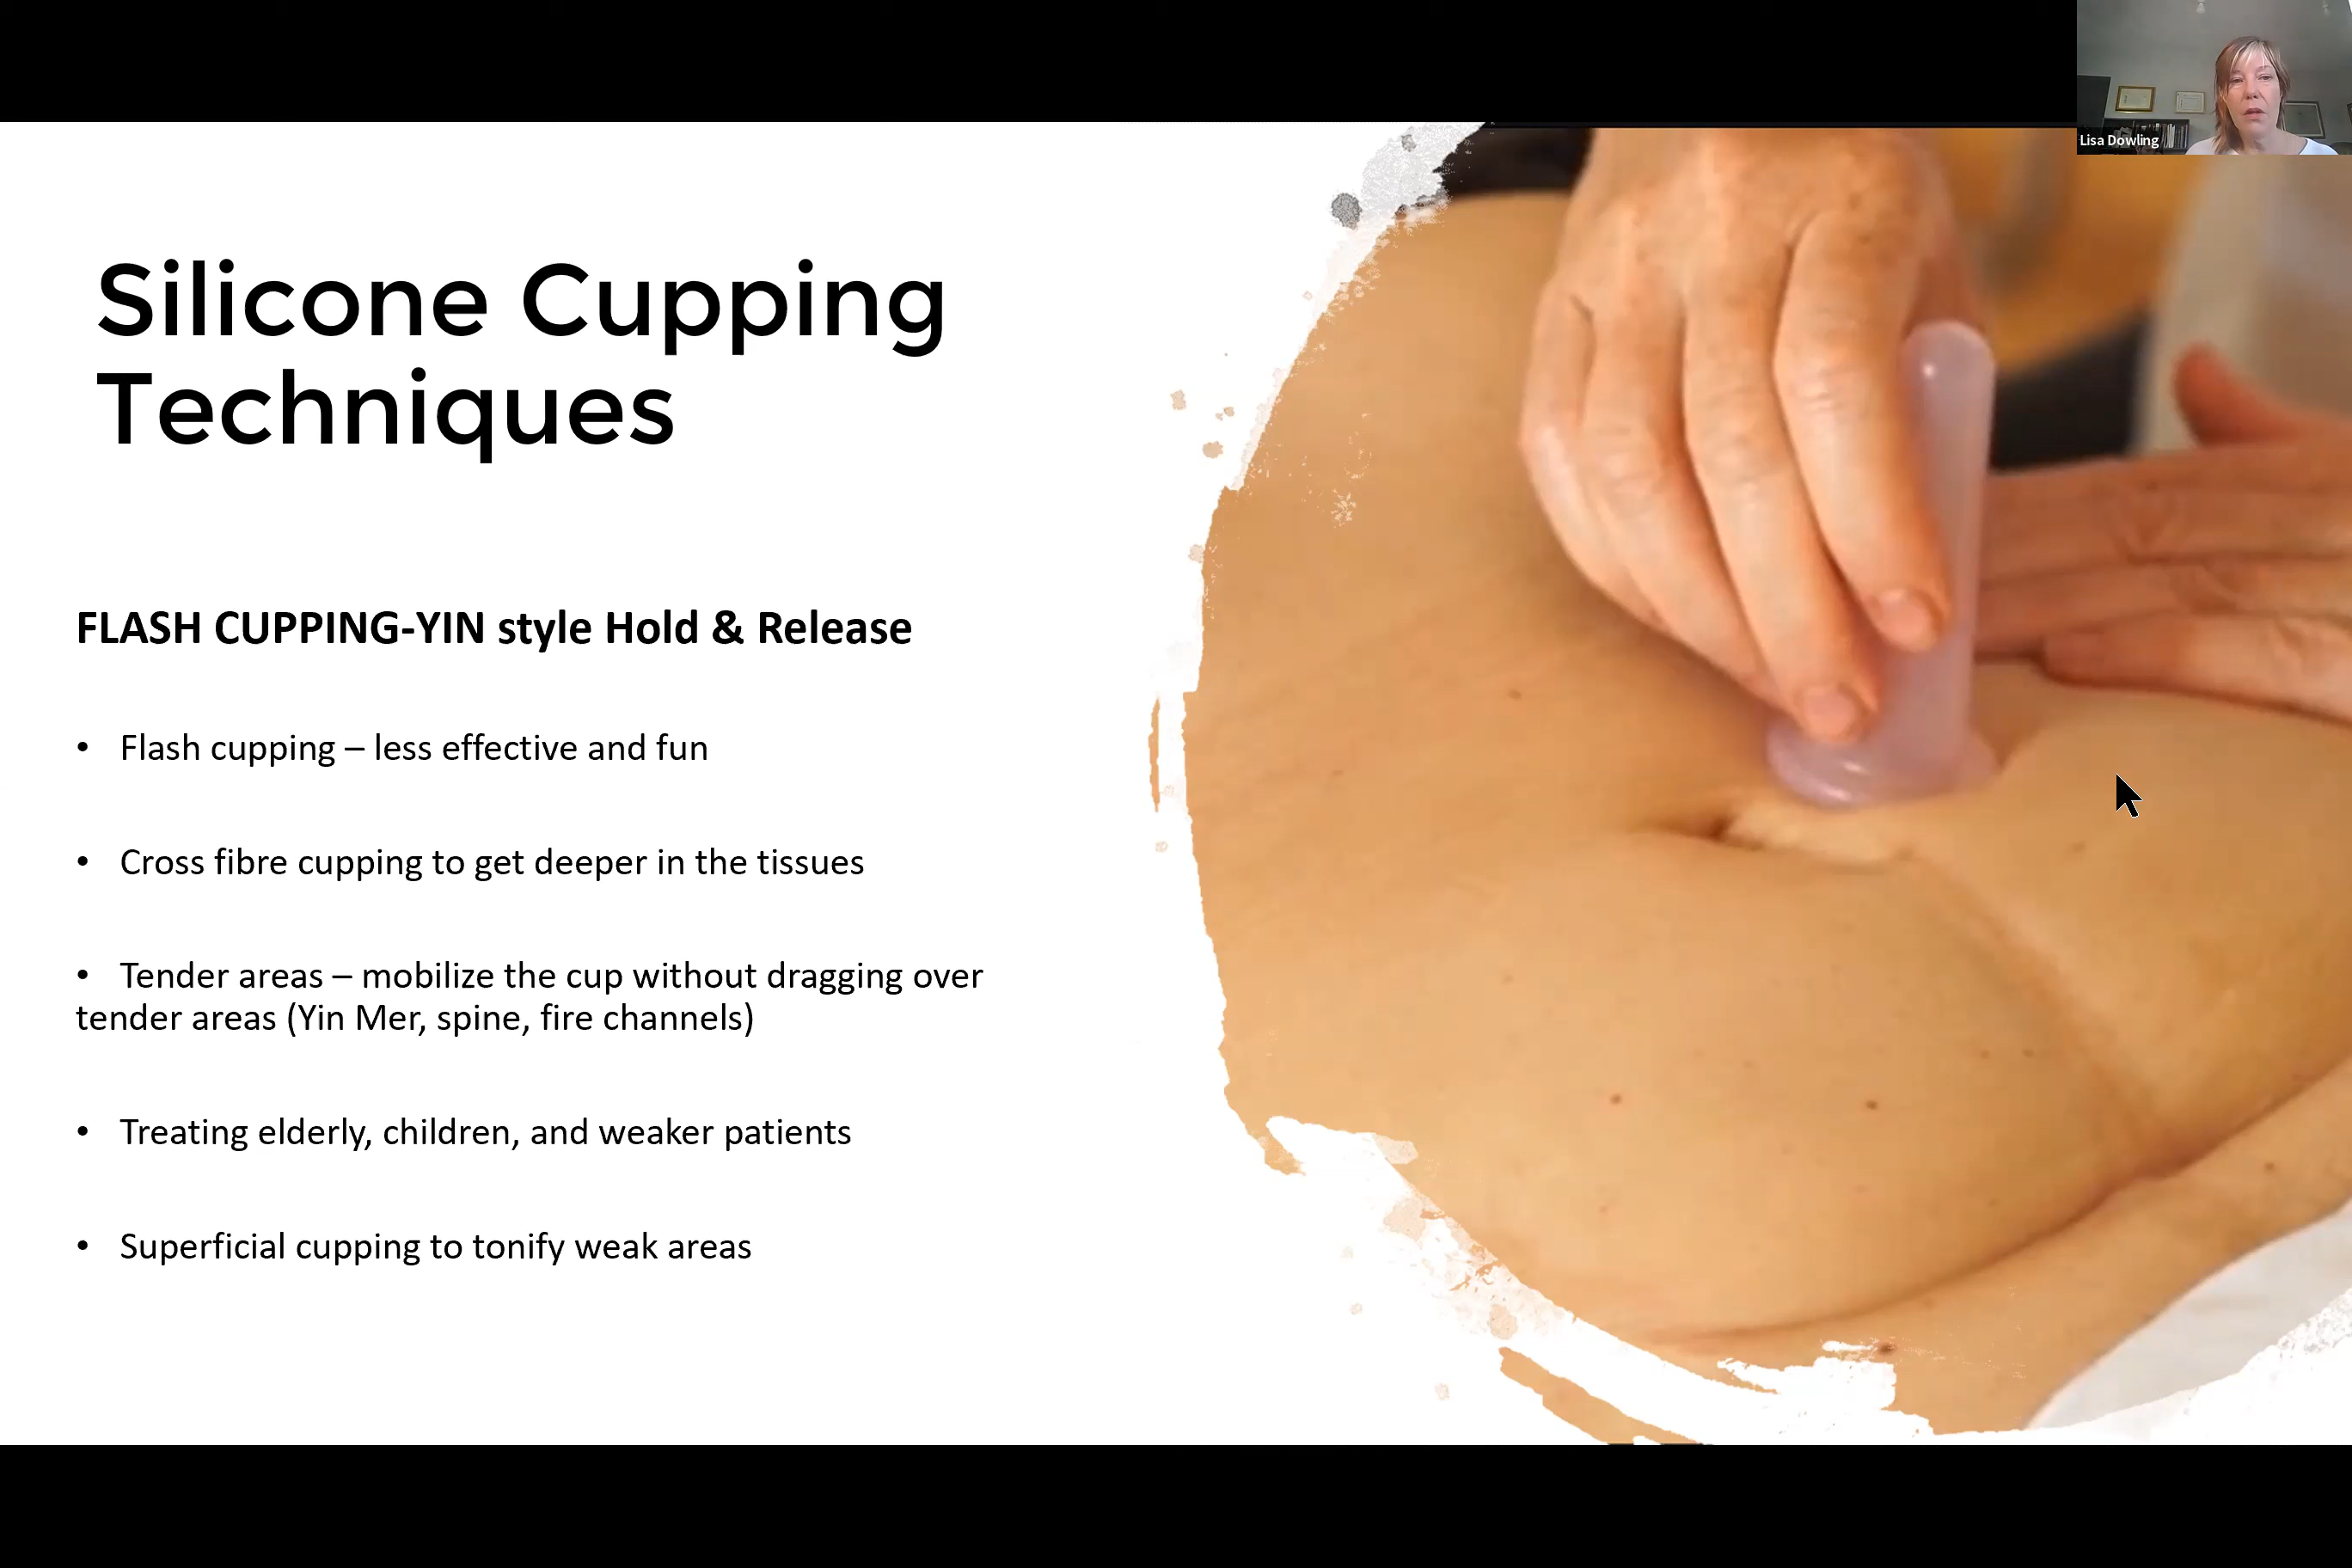 Lisa Dowling
Silicone Cupping
Techniques
FLASH CUPPING-YIN style Hold & Release
• Flash cupping – less effective and fun
• Cross fibre cupping to get deeper in the tissues
• Tender areas – mobilize the cup without dragging over
tender areas (Yin Mer, spine, fire channels)
• Treating elderly, children, and weaker patients
• Superficial cupping to tonify weak areas